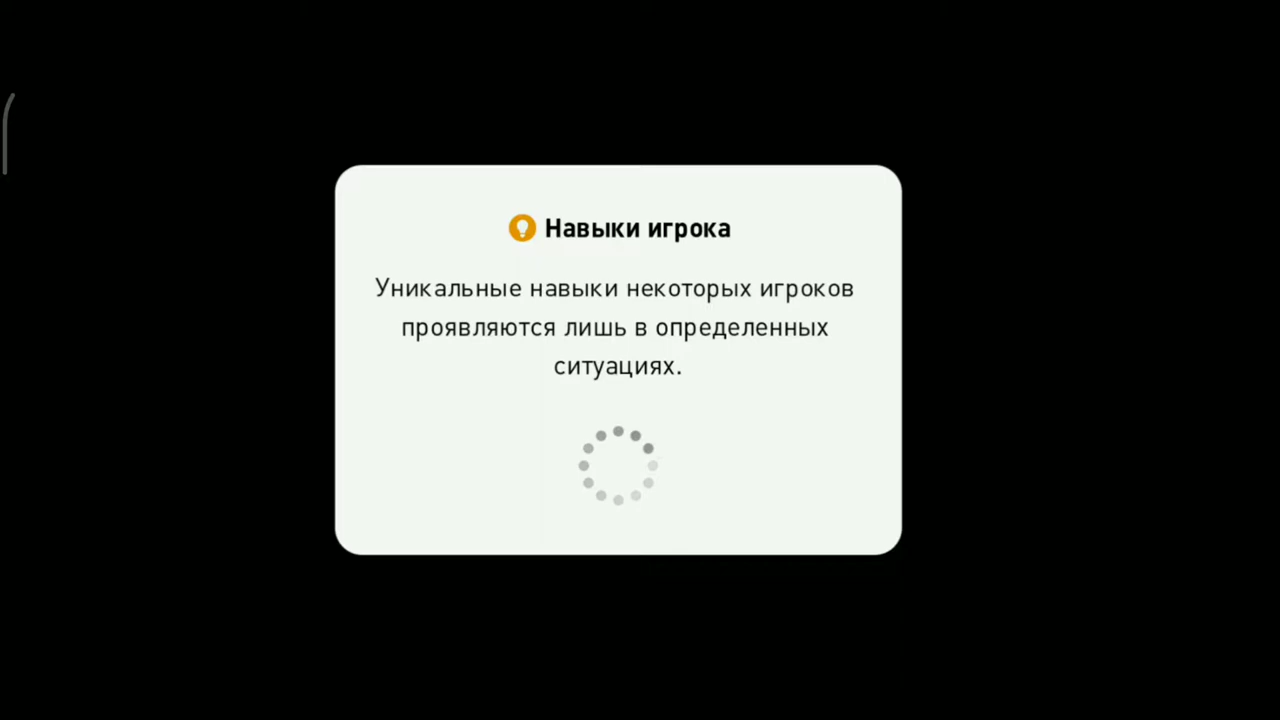 Навыки игрока
Уникальные навыки некоторых игроков
проявляются лишь в определенных
ситуациях.